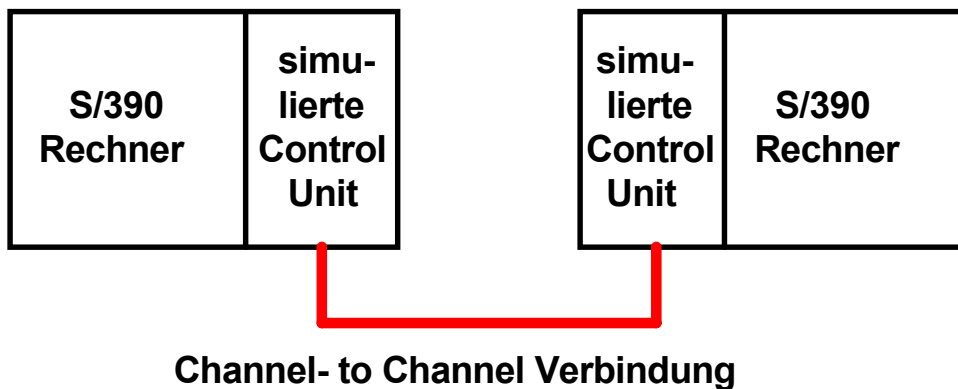 S/390
Rechner
simu-
lierte
Control
Unit
simu-
lierte
Control
Unit
S/390
Rechner
Channel- to Channel Verbindung